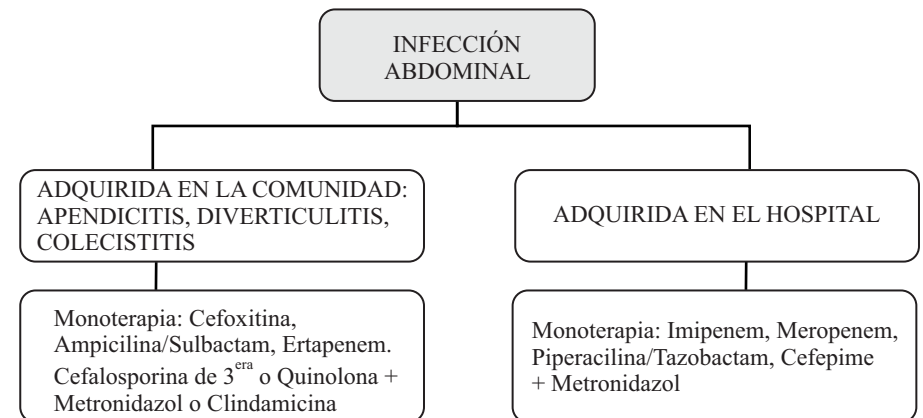 INFECCIÓN
ABDOMINAL
ADQUIRIDA EN LA COMUNIDAD:
APENDICITIS, DIVERTICULITIS,
COLECISTITIS
ADQUIRIDA EN EL HOSPITAL
Monoterapia: Cefoxitina,
Ampicilina/Sulbactam, Ertapenem.
Cefalosporina de 3era o Quinolona +
Metronidazol o Clindamicina
Monoterapia: Imipenem, Meropenem,
Piperacilina/Tazobactam, Cefepime
+ Metronidazol